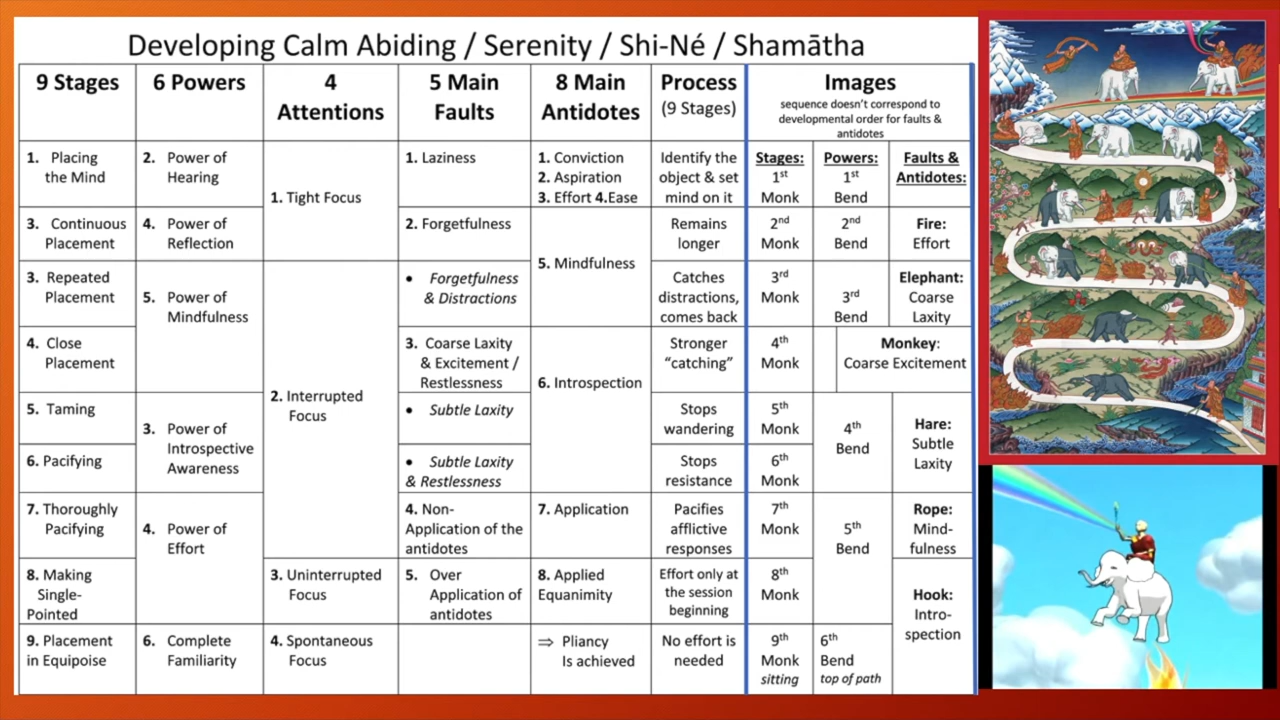 Developing Calm Abiding / Serenity / Shi-Né / Shamātha
9 Stages
6 Powers
4
Attentions
5 Main
Faults
8 Main
Antidotes
Process
(9 Stages)
Images
sequence doesn't correspond to
developmental order for faults &
antidotes
1. Placing
the Mind
2. Power of
Hearing
1. Tight Focus
1. Laziness
1. Conviction
2. Aspiration
3. Effort 4.Ease
Identify the
object & set
mind on it
Stages:
1st
Monk
Powers:
1st
Bend
Faults &
Antidotes:
3. Continuous
Placement
4. Power of
Reflection
2. Forgetfulness
5. Mindfulness
Remains
longer
2nd
Monk
2nd
Bend
Fire:
Effort
3. Repeated
Placement
5. Power of
Mindfulness
2. Interrupted
Focus
• Forgetfulness
& Distractions
Catches
distractions,
comes back
3rd
Monk
3rd
Bend
Elephant:
Coarse
Laxity
4. Close
Placement
3. Coarse Laxity
& Excitement /
Restlessness
6. Introspection
Stronger
“catching”
4th
Monk
Monkey:
Coarse Excitement
5. Taming
3. Power of
Introspective
Awareness
• Subtle Laxity
Stops
wandering
5th
Monk
4th
Bend
Hare:
Subtle
Laxity
6. Pacifying
• Subtle Laxity
& Restlessness
Stops
resistance
6th
Monk
7. Thoroughly
Pacifying
4. Power of
Effort
4. Non-
Application of the
antidotes
7. Application
Pacifies
afflictive
responses
7th
Monk
5th
Bend
Rope:
Mind-
fulness
8. Making
Single-
Pointed
3. Uninterrupted
Focus
5. Over
Application of
antidotes
8. Applied
Equanimity
Effort only at
the session
beginning
8th
Monk
Hook:
Intro-
spection
9. Placement
in Equipoise
6. Complete
Familiarity
4. Spontaneous
Focus
⇒ Pliancy
Is achieved
No effort is
needed
9th
Monk
sitting
6th
Bend
top of path